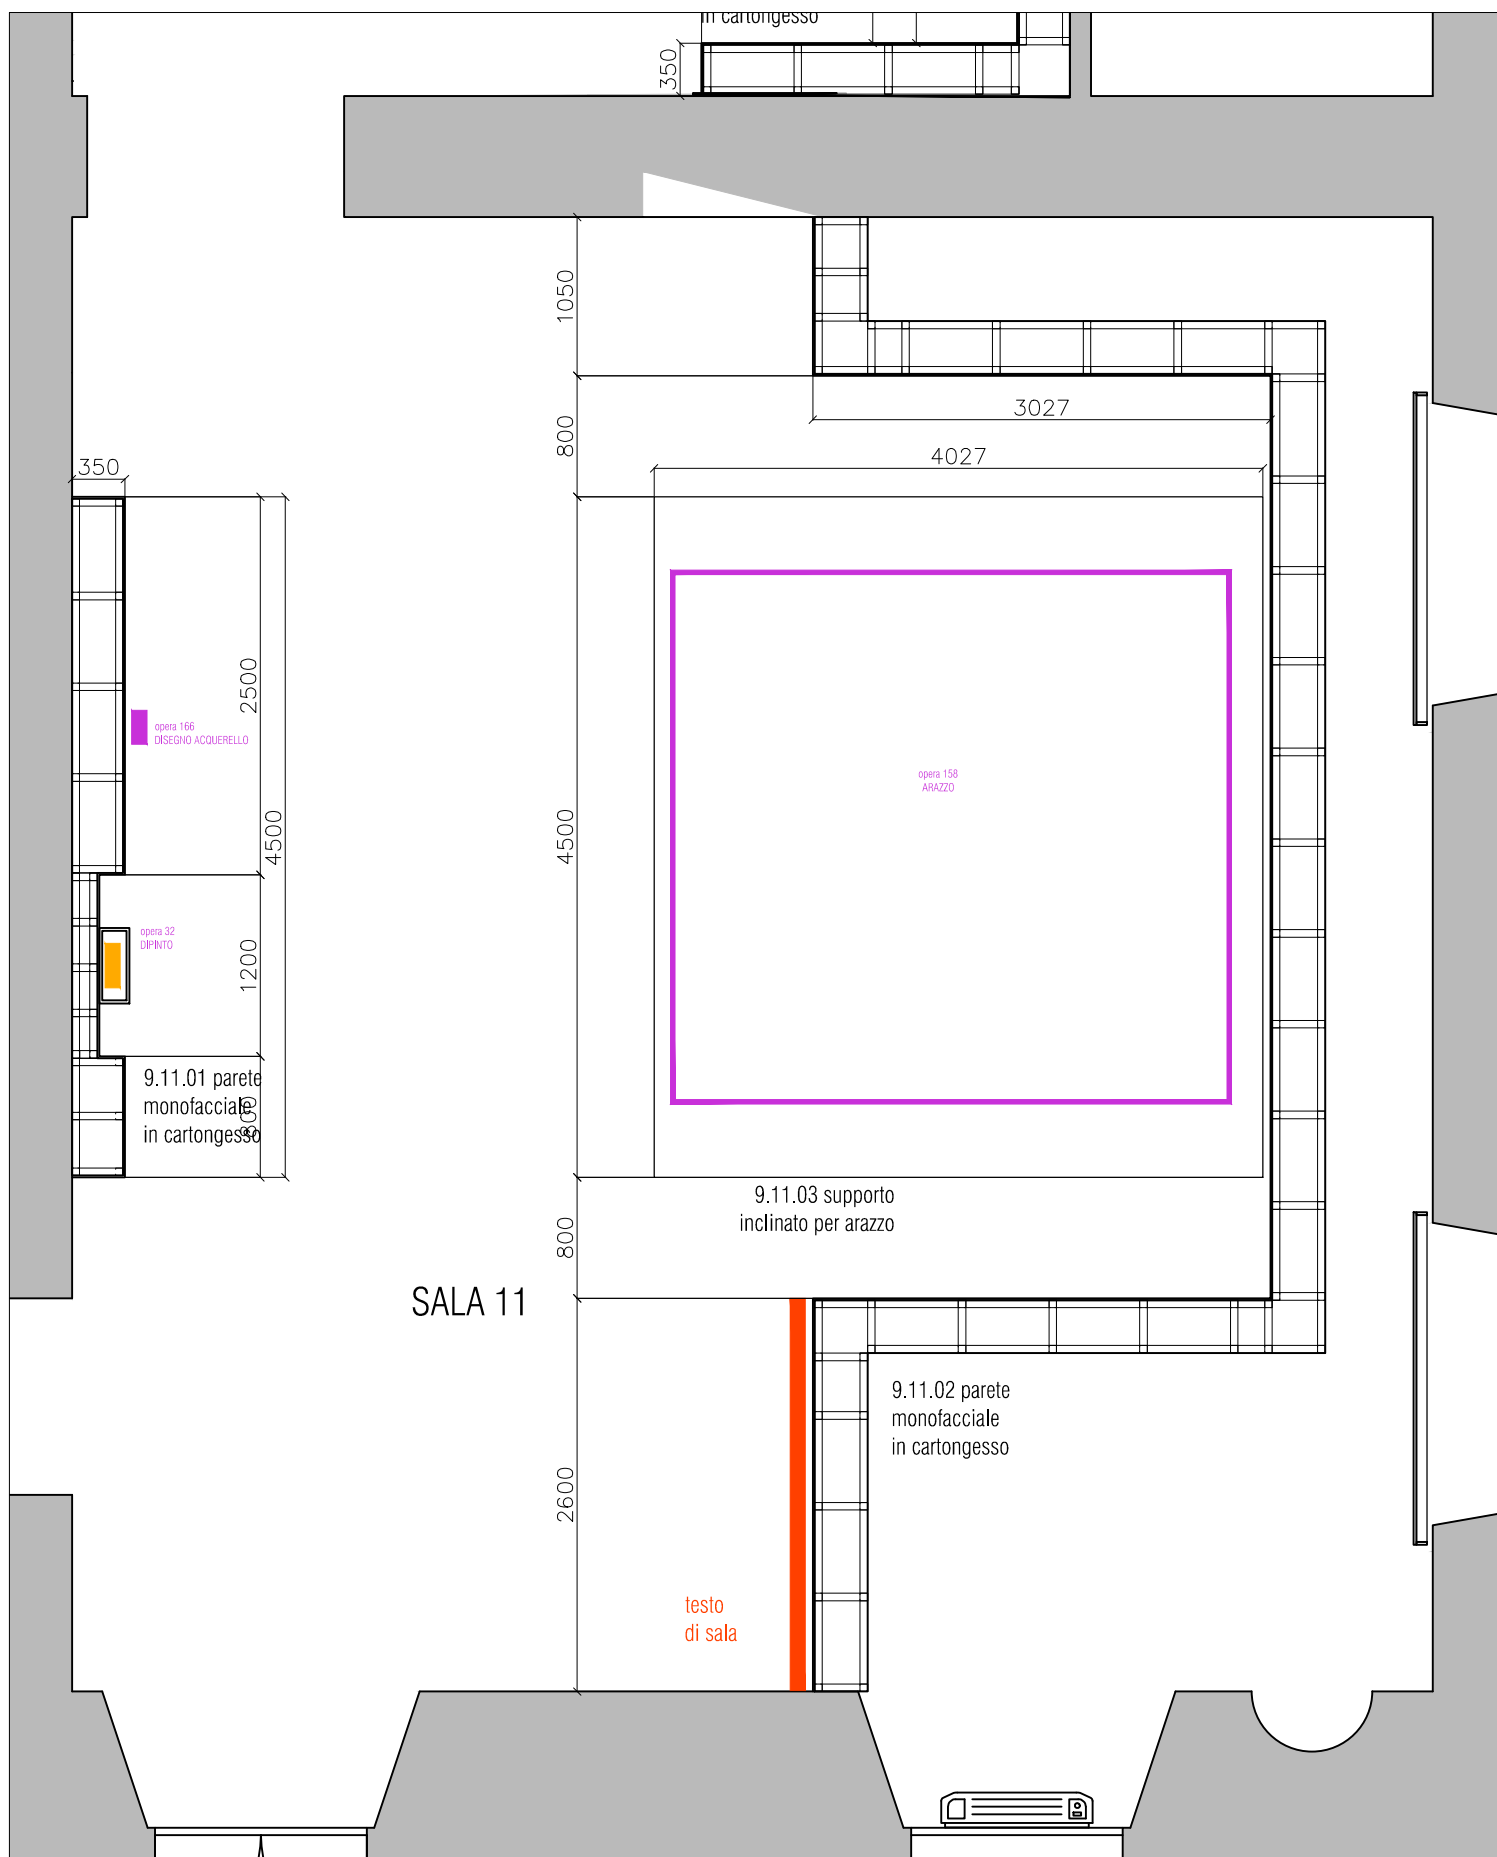 in cartongesso
350
1050
3027
800
4027
350
2500
opera 166
DISEGNO ACQUERELLO
opera 158
ARAZZO
4500
4500
opera 32
DIPINTO
1200
9.11.01 parete
monofacciale
in cartongesso
800
9.11.03 supporto
inclinato per arazzo
800
SALA 11
9.11.02 parete
monofacciale
in cartongesso
2600
testo
di sala